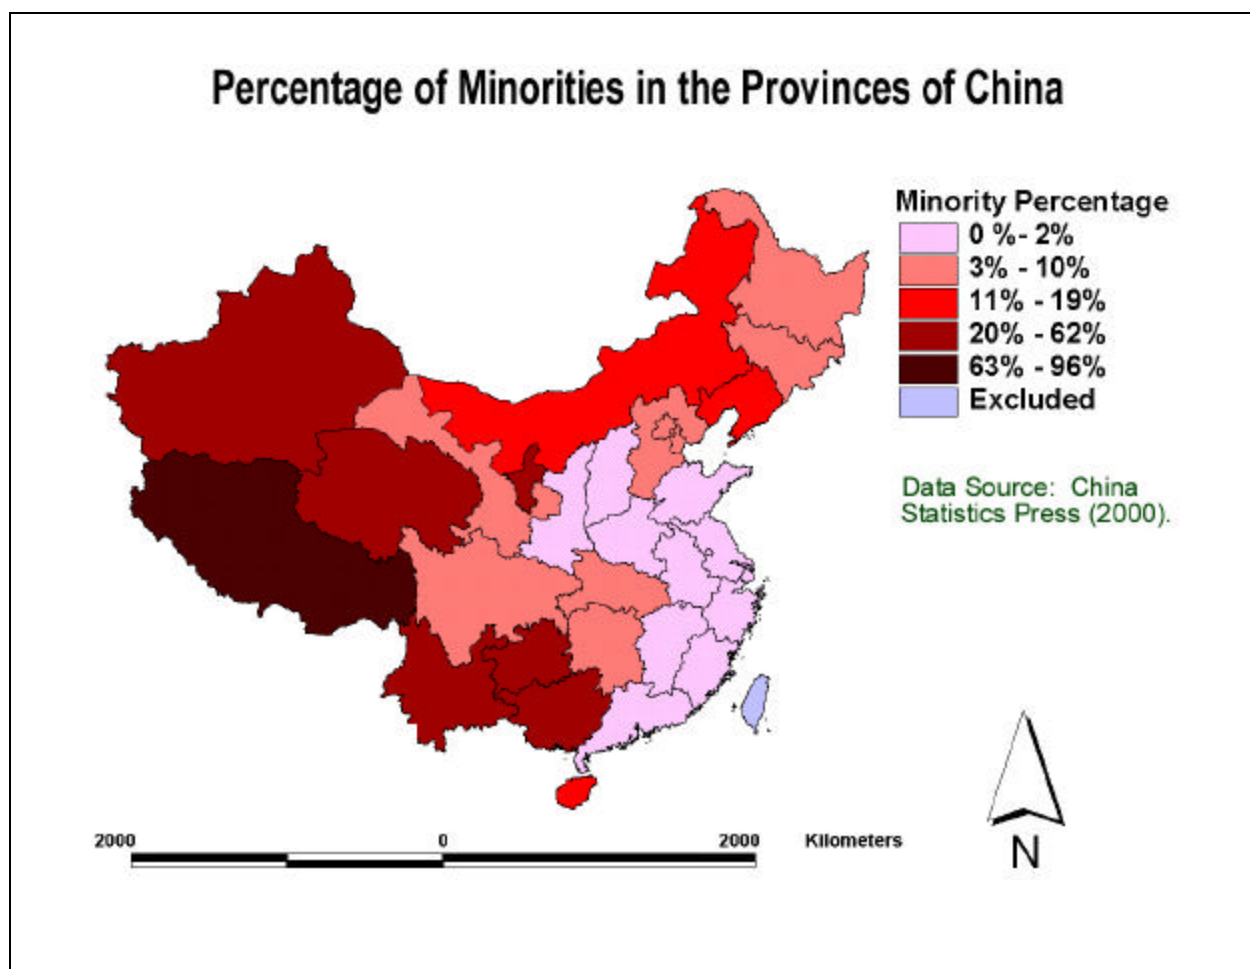 Percentage of Minorities in the Provinces of China
Minority Percentage
0 %- 2%
3% - 10%
11% - 19%
20% - 62%
63% - 96%
Excluded
Data Source: China
Statistics Press (2000).
2000 0 2000 Kilometers
N